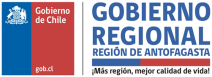 Gobierno
de Chile
gob.cl
GOBIERNO
REGIONAL
REGIÓN DE ANTOFAGASTA
¡Más región, mejor calidad de vida!